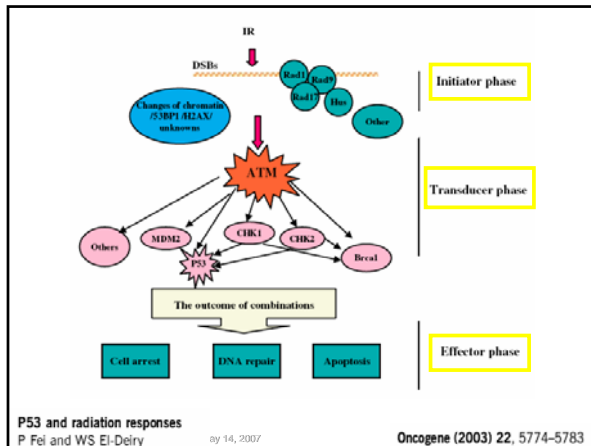 IR
DSBs
Rad1
Rad9
Rad17
Hus
Other
Initiator phase
Changes of chromatin
/53BP1/H2AX/
unknowns
ATM
Transducer phase
Others
MDM2
CHK1
CHK2
P53
Brca1
The outcome of combinations
Cell arrest
DNA repair
Apoptosis
Effector phase
P53 and radiation responses
P Fei and WS El-Deiry
ay 14, 2007
Oncogene (2003) 22, 5774–5783